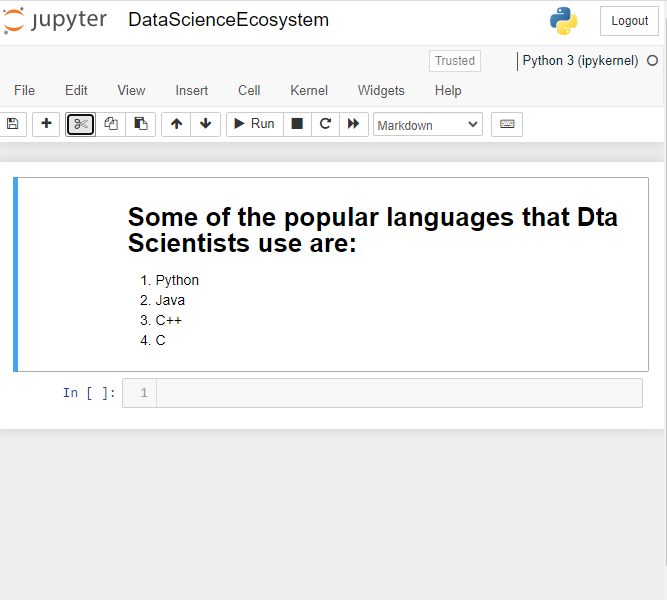 jupyter DataScienceEcosystem Logout
Trusted Python 3 (ipykernel)
File Edit View Insert Cell Kernel Widgets Help
Run Markdown
Some of the popular languages that Dta
Scientists use are:
1. Python
2. Java
3. C++
4. C
In [ ]: 1